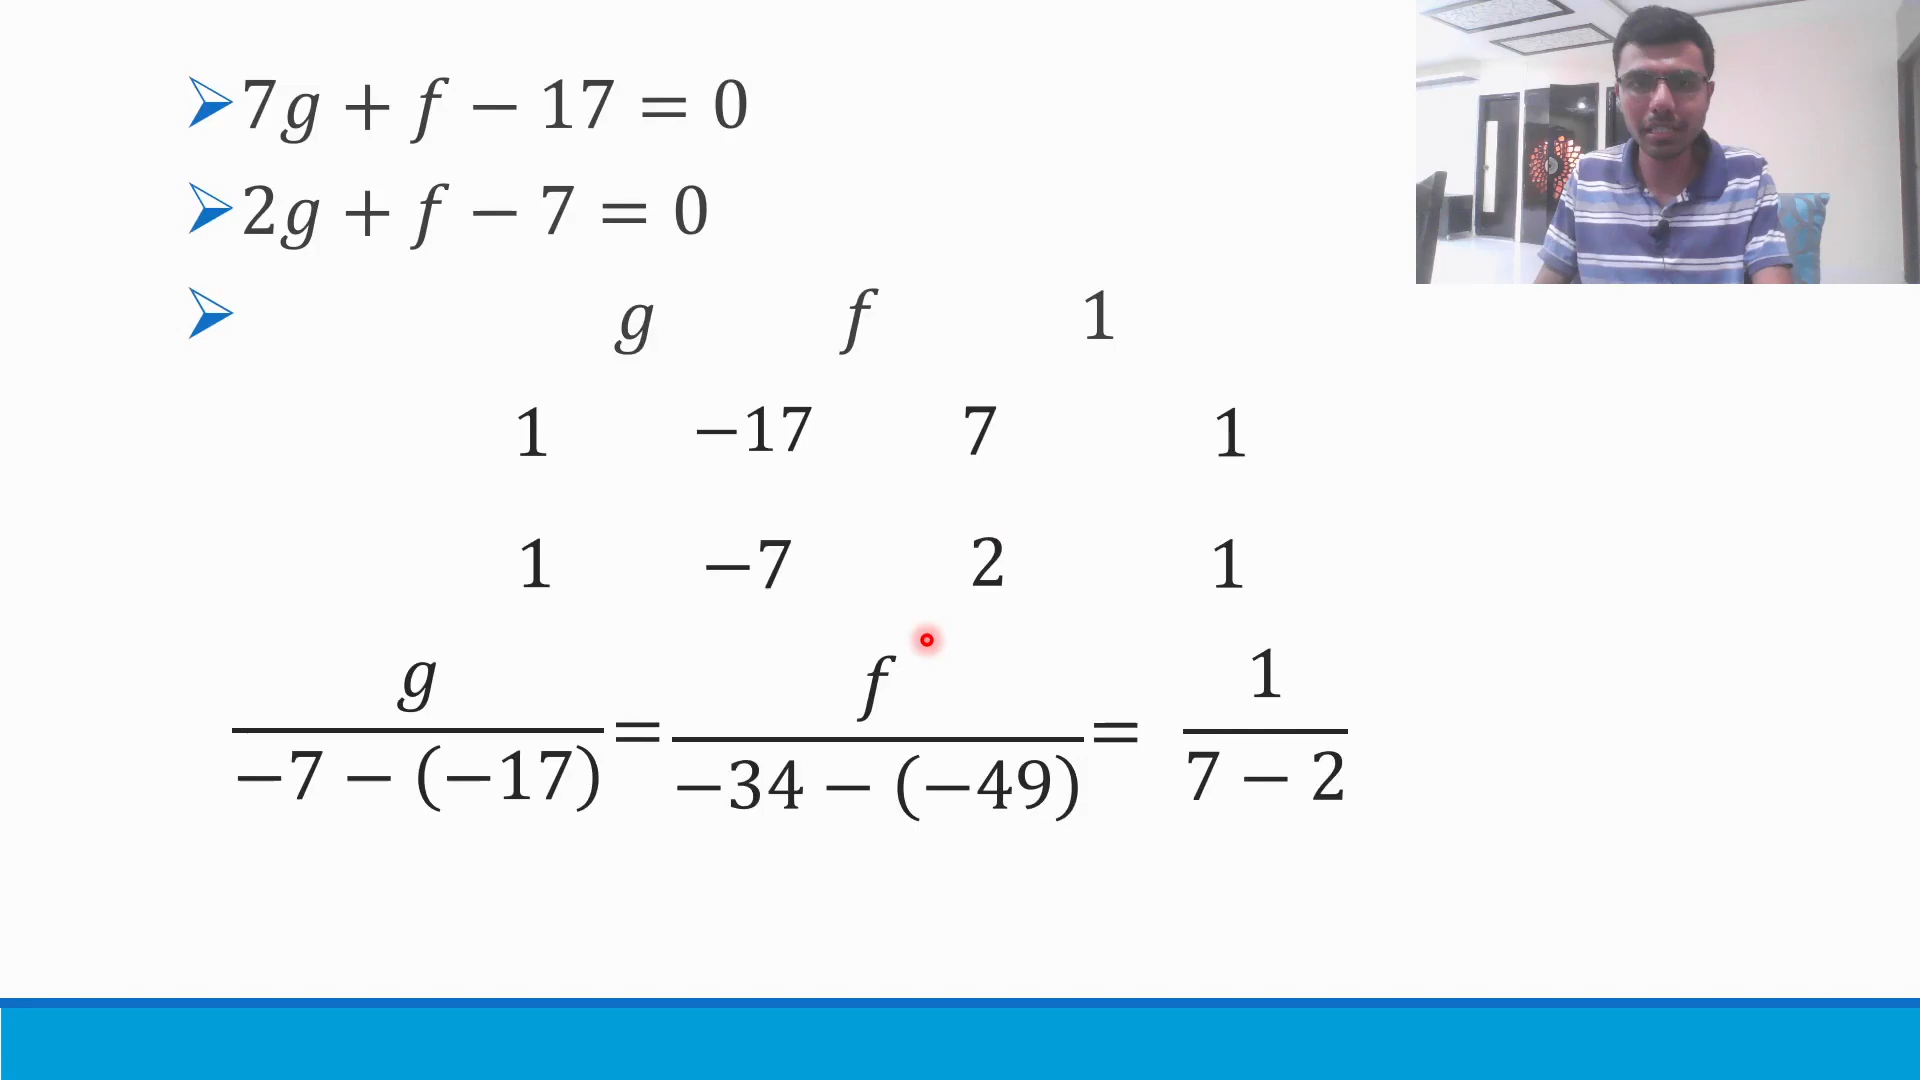 7g + f − 17 = 0
2g + f − 7 = 0
g f 1
1 −17 7 1
1 −7 2 1
g/(−7 − (−17)) = f/(−34 − (−49)) = 1/(7 − 2)